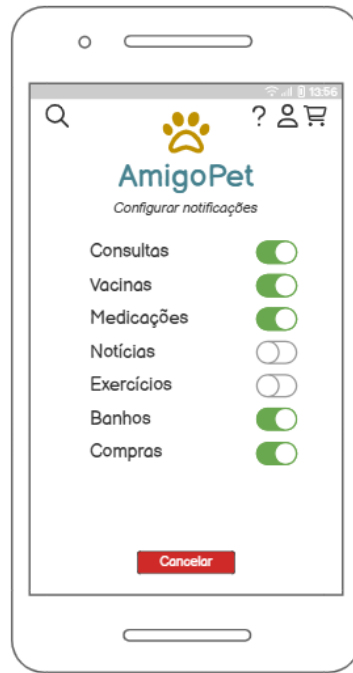 13:56
?
AmigoPet
Configurar notificações
Consultas
Vacinas
Medicações
Notícias
Exercícios
Banhos
Compras
Cancelar